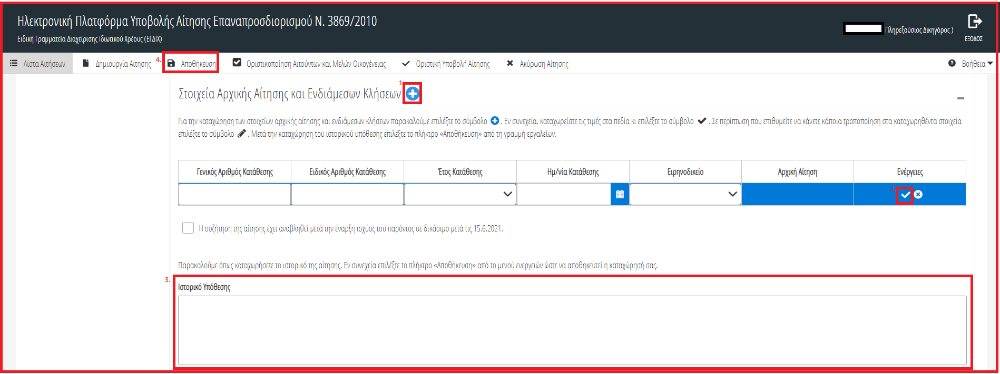 Ηλεκτρονική Πλατφόρμα Υποβολής Αίτησης Επαναπροσδιορισμού Ν. 3869/2010
Ειδική Γραμματεία Διαχείρισης Ιδιωτικού Χρέους (ΕΓΔΙΧ)
Πληρεξούσιος Δικηγόρος )
ΕΞΟΔΟΣ
Λίστα Αιτήσεων Δημιουργία Αίτησης 4. Αποθήκευση Οριστικοποίηση Αιτούντων και Μελών Οικογένειας Οριστική Υποβολή Αίτησης Ακύρωση Αίτησης Βοήθεια
1
Στοιχεία Αρχικής Αίτησης και Ενδιάμεσων Κλήσεων
Για την καταχώρηση των στοιχείων αρχικής αίτησης και ενδιάμεσων κλήσεων παρακαλούμε επιλέξτε το σύμβολο . Εν συνεχεία, καταχωρείστε τις τιμές στα πεδία κι επιλέξτε το σύμβολο . Σε περίπτωση που επιθυμείτε να κάνετε κάποια τροποποίηση στα καταχωρηθέντα στοιχεία
επιλέξτε το σύμβολο . Μετά την καταχώρηση του ιστορικού υπόθεσης επιλέξτε το πλήκτρο «Αποθήκευση» από τη γραμμή εργαλείων.
Γενικός Αριθμός Κατάθεσης Ειδικός Αριθμός Κατάθεσης Έτος Κατάθεσης Ημ/νία Κατάθεσης Ειρηνοδικείο Αρχική Αίτηση Ενέργειες
2.
Η συζήτηση της αίτησης έχει αναβληθεί μετά την έναρξη ισχύος του παρόντος σε δικάσιμο μετά τις 15.6.2021.
Παρακαλούμε όπως καταχωρήσετε το ιστορικό της αίτησης. Εν συνεχεία επιλέξτε το πλήκτρο «Αποθήκευση» από το μενού ενεργειών ώστε να αποθηκευτεί η καταχώρησή σας.
3.
Ιστορικό Υπόθεσης